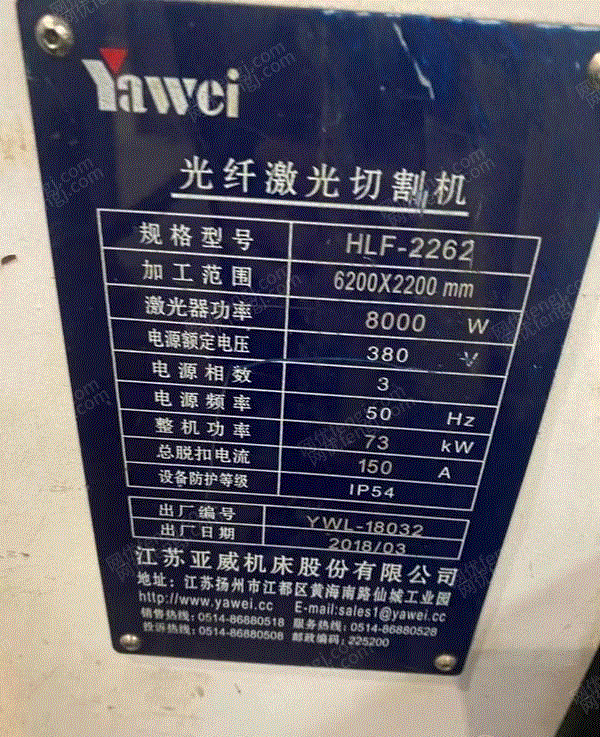 Yawei
光纤激光切割机
规格型号 HLF-2262
加工范围 6200X2200 mm
激光器功率 8000 W
电源额定电压 380 V
电源相数 3
电源频率 50 Hz
整机功率 73 kW
总脱扣电流 150 A
设备防护等级 IP54
出厂编号 YWL-18032
出厂日期 2018/03
江苏亚威机床股份有限公司
地址：江苏扬州市江都区黄海南路仙城工业园
http://www.yawei.cc E-mail:sales1@yawei.cc
销售热线：0514-86880518 服务热线：0514-86880528
投诉热线：0514-86880508 邮政编码：225200